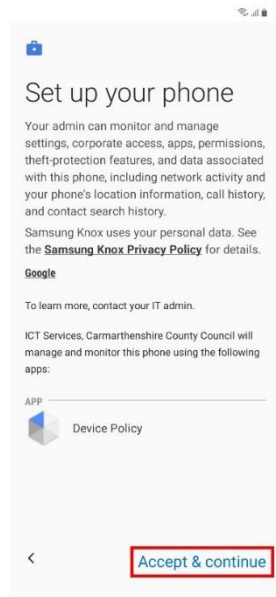 Set up your phone
Your admin can monitor and manage
settings, corporate access, apps, permissions,
theft-protection features, and data associated
with this phone, including network activity and
your phone's location information, call history,
and contact search history.
Samsung Knox uses your personal data. See
the Samsung Knox Privacy Policy for details.
Google
To learn more, contact your IT admin.
ICT Services, Carmarthenshire County Council will
manage and monitor this phone using the following
apps:
APP
Device Policy
Accept & continue